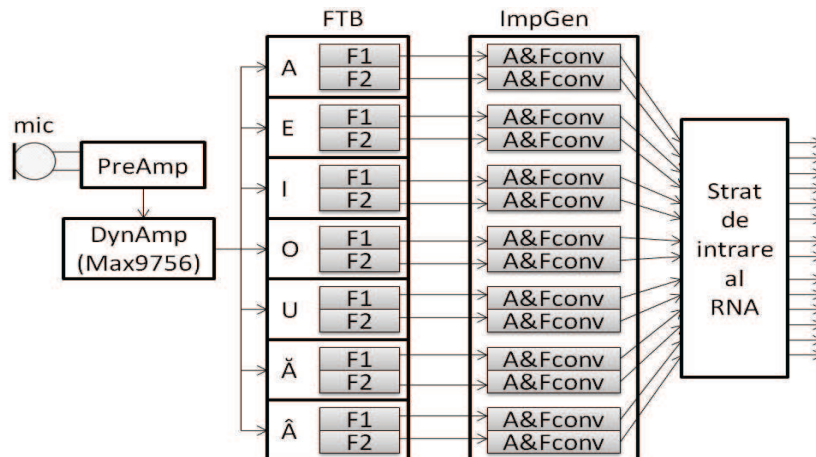 FTB
ImpGen
mic
PreAmp
DynAmp
(Max9756)
A
F1
F2
A&Fconv
A&Fconv
E
F1
F2
A&Fconv
A&Fconv
I
F1
F2
A&Fconv
A&Fconv
O
F1
F2
A&Fconv
A&Fconv
U
F1
F2
A&Fconv
A&Fconv
Ă
F1
F2
A&Fconv
A&Fconv
Â
F1
F2
A&Fconv
A&Fconv
Strat
de
intrare
al
RNA